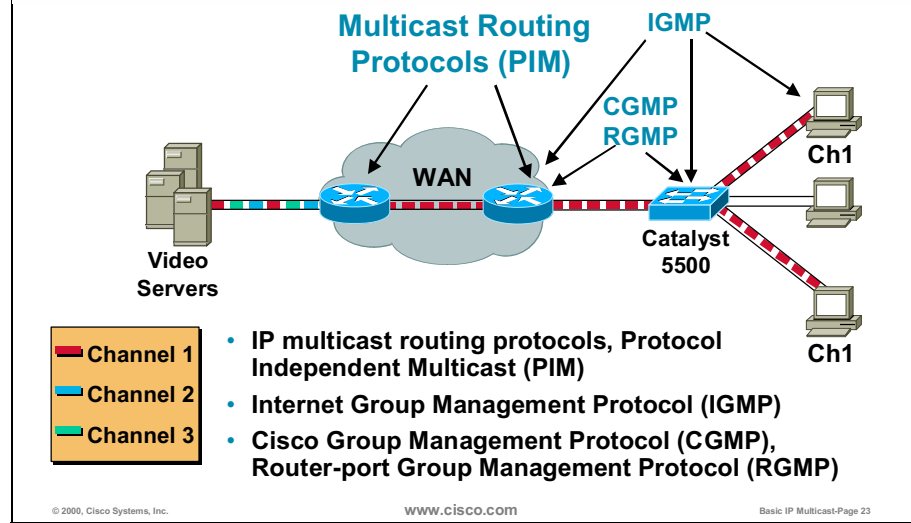 Multicast Routing
Protocols (PIM)
IGMP
CGMP
RGMP
WAN
Ch1
Video
Servers
Catalyst
5500
Ch1
Channel 1
Channel 2
Channel 3
• IP multicast routing protocols, Protocol
Independent Multicast (PIM)
• Internet Group Management Protocol (IGMP)
• Cisco Group Management Protocol (CGMP),
Router-port Group Management Protocol (RGMP)
© 2000, Cisco Systems, Inc.
www.cisco.com
Basic IP Multicast-Page 23